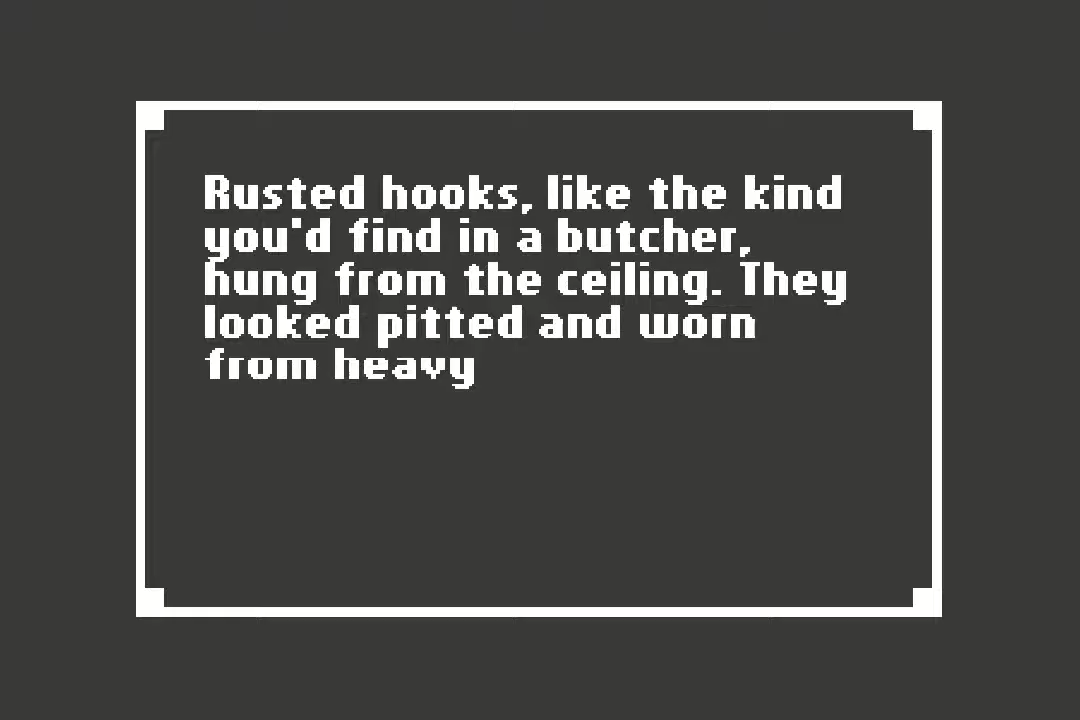 Rusted hooks, like the kind
you'd find in a butcher,
hung from the ceiling. They
looked pitted and worn
from heavy